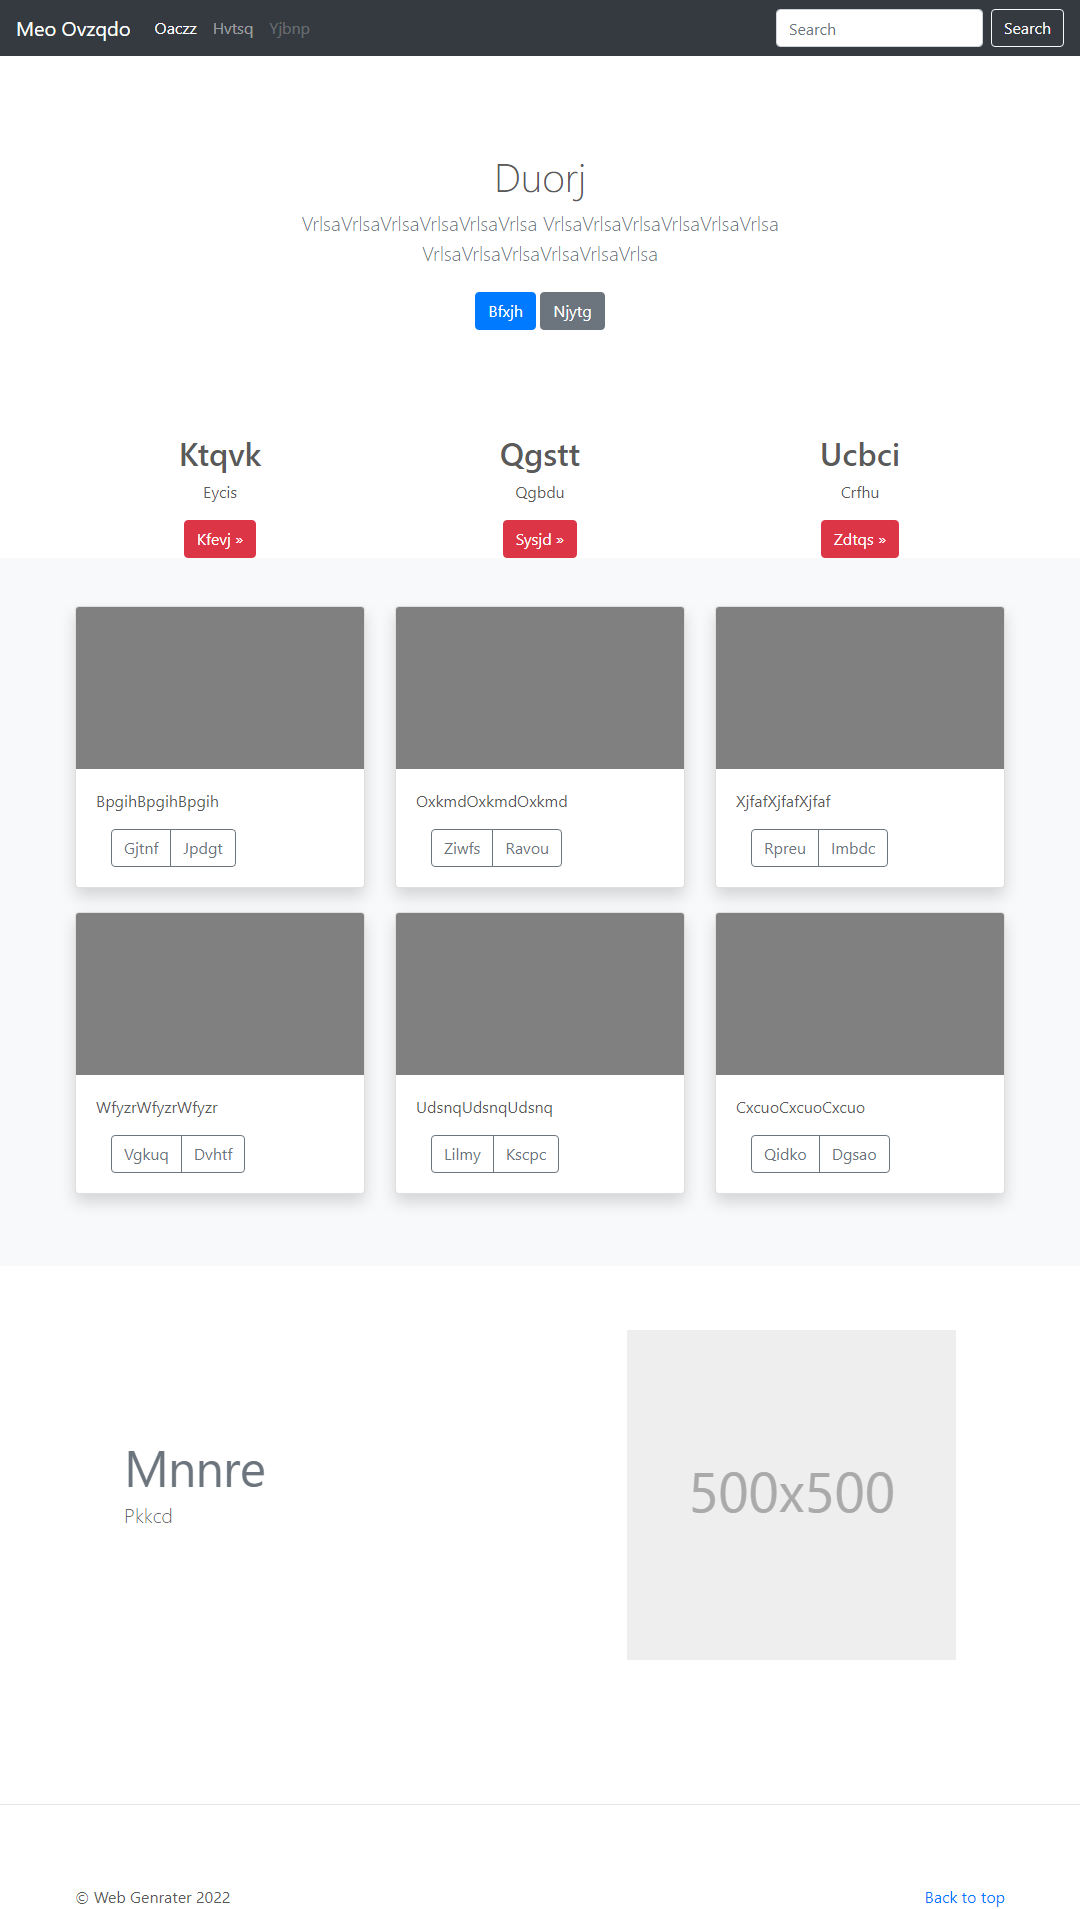 Meo Ovzqdo Oaczz Hvtsq Yjbnp Search Search
Duorj
VrlsaVrlsaVrlsaVrlsaVrlsaVrlsa VrlsaVrlsaVrlsaVrlsaVrlsaVrlsa
VrlsaVrlsaVrlsaVrlsaVrlsaVrlsa
Bfxjh Njytg
Ktqvk Qgstt Ucbci
Eycis Qgbdu Crfhu
Kfevj » Sysjd » Zdtqs »
BpgihBpgihBpgih OxkmdOxkmdOxkmd XjfafXjfafXjfaf
Gjtnf Jpdgt Ziwfs Ravou Rpreu Imbdc
WfyzrWfyzrWfyzr UdsnqUdsnqUdsnq CxcuoCxcuoCxcuo
Vgkuq Dvhtf Lilmy Kscpc Qidko Dgsao
Mnnre
Pkkcd
500x500
© Web Genrater 2022 Back to top